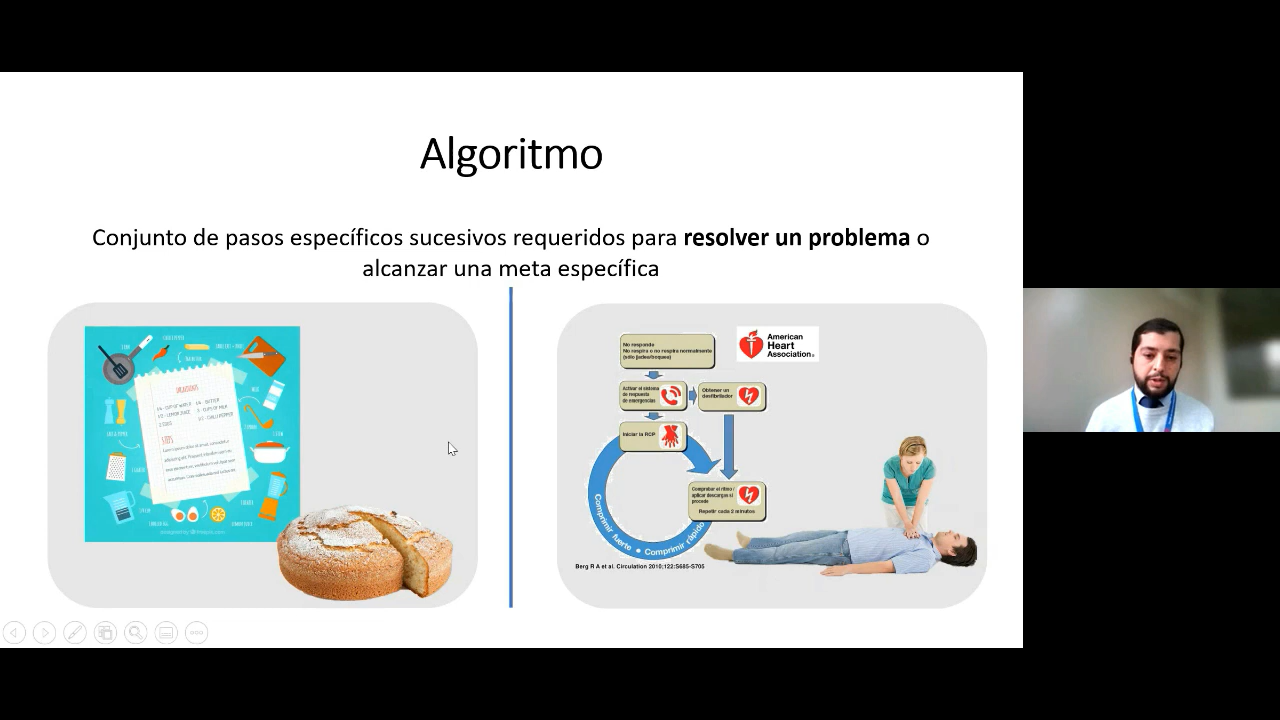 Algoritmo
Conjunto de pasos específicos sucesivos requeridos para resolver un problema o
alcanzar una meta específica
INGREDIENTS
STEPS
No responde
No respira o no respira normalmente
(sólo jadea/boquea)
American
Heart
Association®
Activar el sistema
de respuesta
de emergencias
Obtener un
desfibrilador
Iniciar la RCP
Comprobar el ritmo /
aplicar descargas si
procede
Repetir cada 2 minutos
Comprimir fuerte • Comprimir rápido
Berg R A et al. Circulation 2010;122:S685-S705